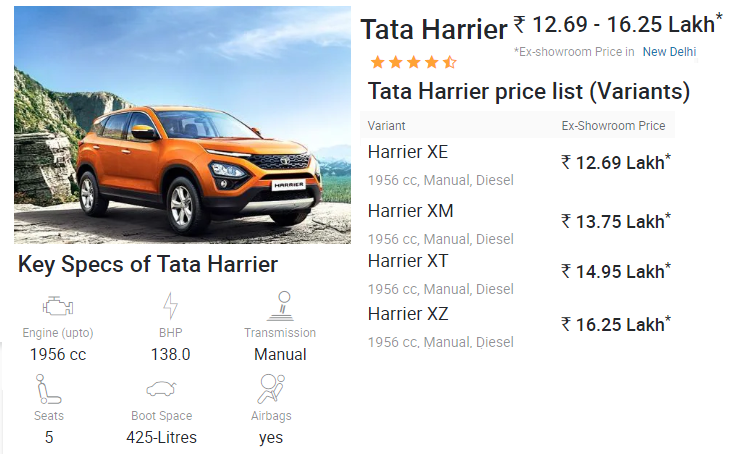 Tata Harrier ₹ 12.69 - 16.25 Lakh*
*Ex-showroom Price in New Delhi
Tata Harrier price list (Variants)
Variant Ex-Showroom Price
Harrier XE ₹ 12.69 Lakh*
1956 cc, Manual, Diesel
Harrier XM ₹ 13.75 Lakh*
1956 cc, Manual, Diesel
Harrier XT ₹ 14.95 Lakh*
1956 cc, Manual, Diesel
Harrier XZ ₹ 16.25 Lakh*
1956 cc, Manual, Diesel
HARRIER
Key Specs of Tata Harrier
Engine (upto) BHP Transmission
1956 cc 138.0 Manual
Seats Boot Space Airbags
5 425-Litres yes